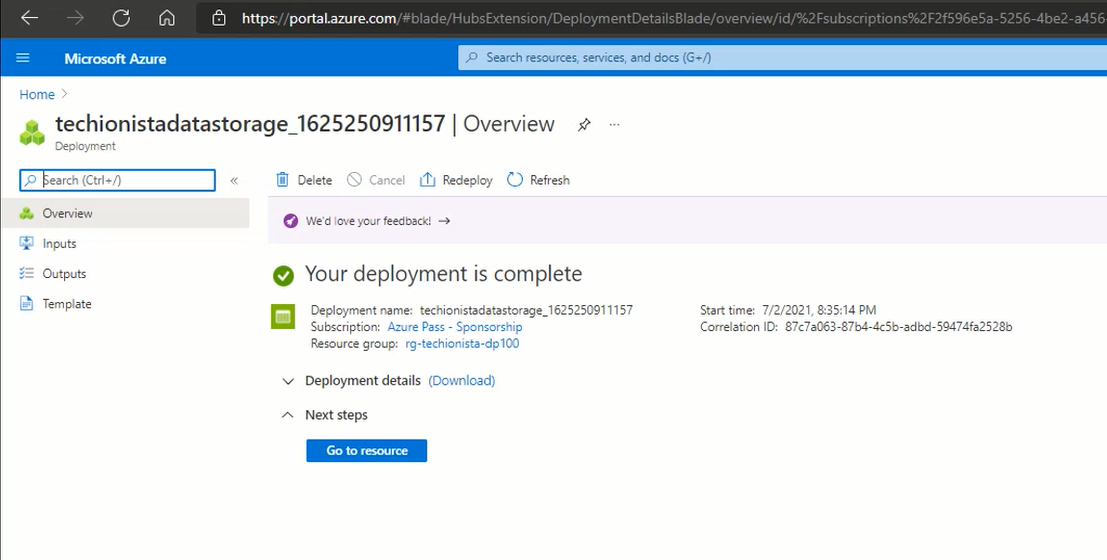 https://portal.azure.com/#blade/HubsExtension/DeploymentDetailsBlade/overview/id/%2Fsubscriptions%2F2f596e5a-5256-4be2-a456
Microsoft Azure
Search resources, services, and docs (G+/)
Home
techionistadatastorage_1625250911157 | Overview
...
Deployment
Search (Ctrl+/)
«
Delete
Cancel
Redeploy
Refresh
Overview
Inputs
Outputs
Template
We'd love your feedback! →
Your deployment is complete
Deployment name: techionistadatastorage_1625250911157
Subscription: Azure Pass - Sponsorship
Resource group: rg-techionista-dp100
Start time: 7/2/2021, 8:35:14 PM
Correlation ID: 87c7a063-87b4-4c5b-adbd-59474fa2528b
Deployment details (Download)
Next steps
Go to resource